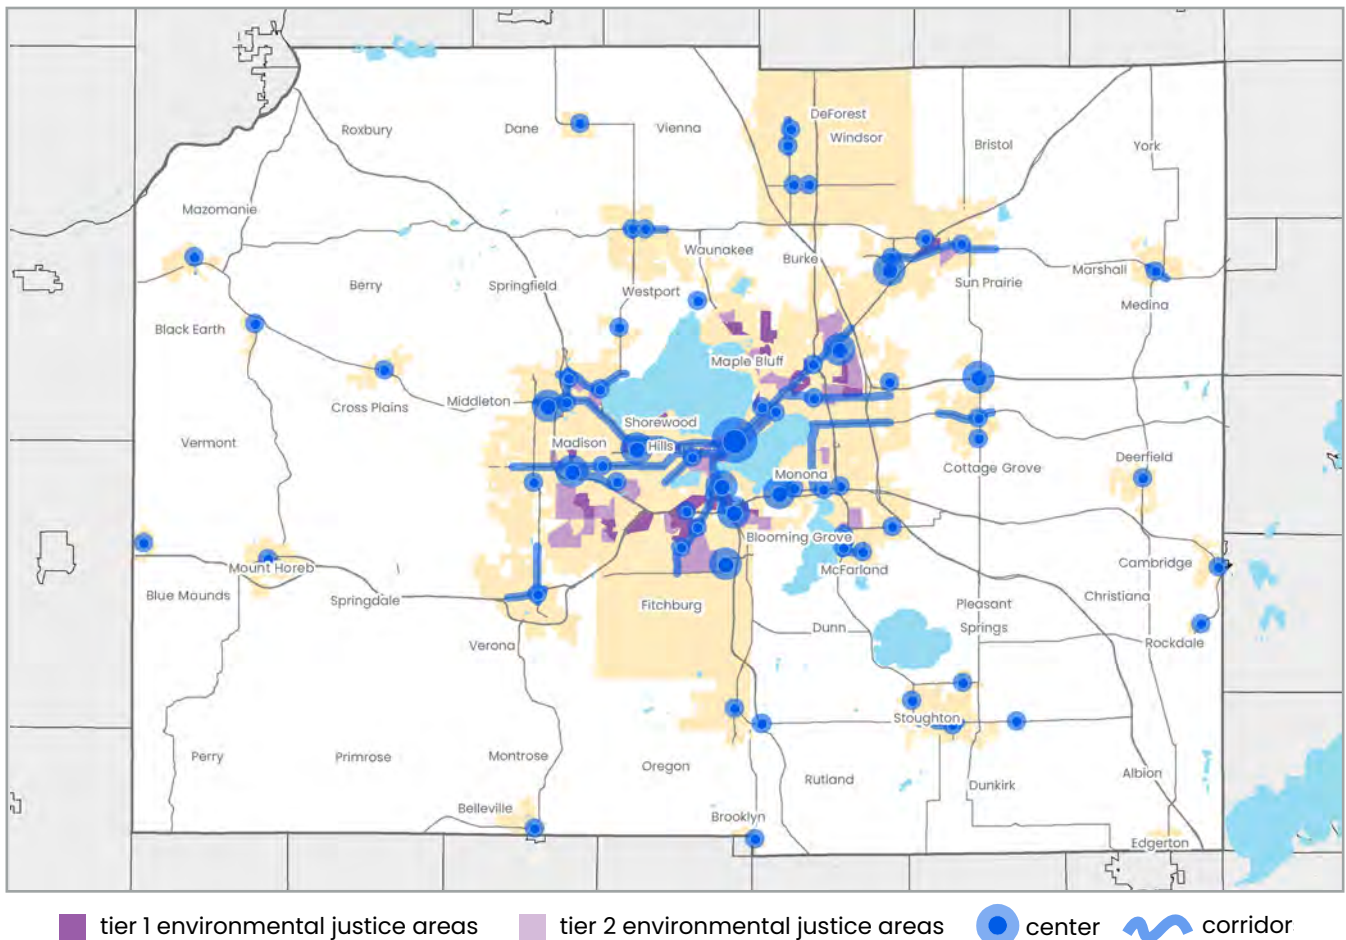 DeForest
Roxbury
Dane
Vienna
Windsor
Bristol
York
Mazomanie
Waunakee
Burke
Marshall
Berry
Springfield
Westport
Sun Prairie
Medina
Black Earth
Maple Bluff
Cross Plains
Middleton
Shorewood
Hills
Vermont
Madison
Deerfield
Monona
Cottage Grove
Blooming Grove
Mount Horeb
McFarland
Cambridge
Blue Mounds
Springdale
Fitchburg
Pleasant
Springs
Christiana
Dunn
Verona
Rockdale
Stoughton
Perry
Primrose
Montrose
Oregon
Rutland
Dunkirk
Albion
Belleville
Brooklyn
Edgerton
tier 1 environmental justice areas
tier 2 environmental justice areas
center
corridor